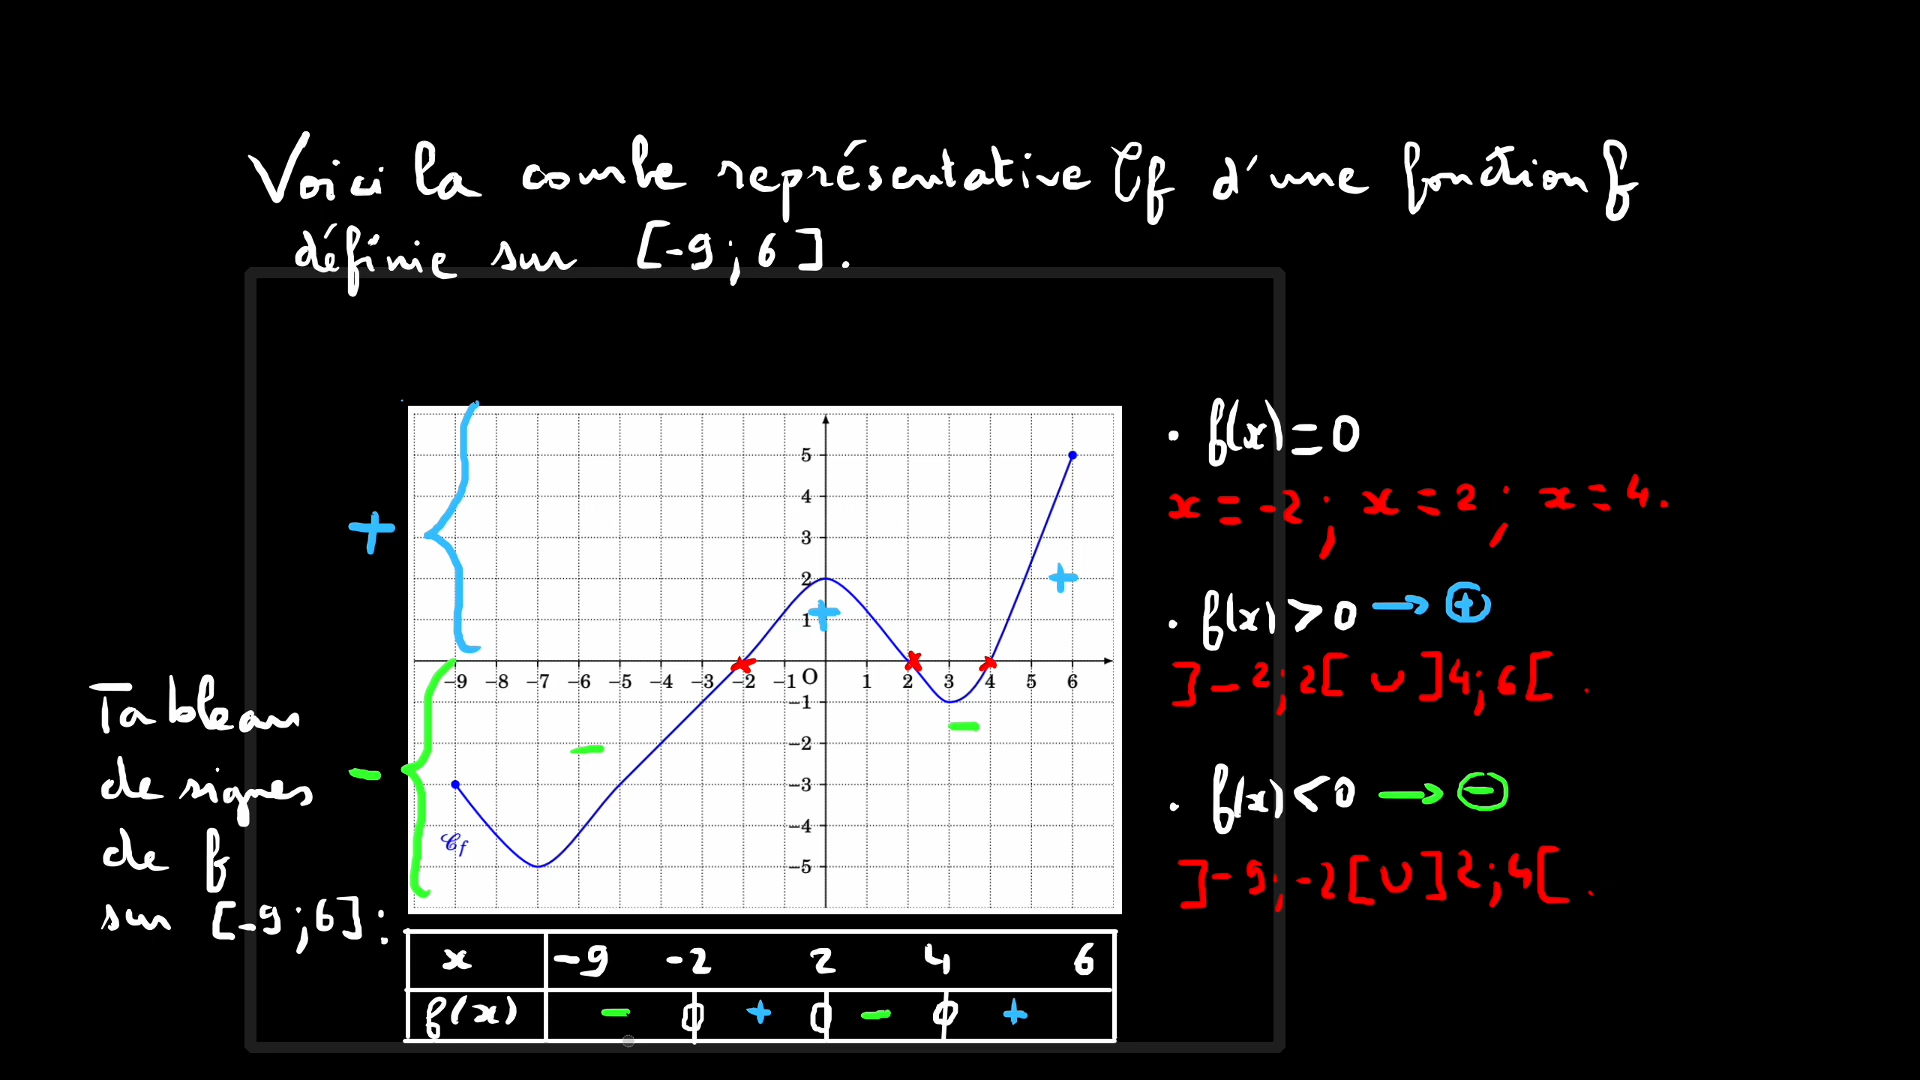 Voici la courbe représentative Cf d'une fonction f
définie sur [-9;6].
5
4
3
2
1
-9 -8 -7 -6 -5 -4 -3 -2 -1 O 1 2 3 4 5 6
-1
-2
-3
-4
-5
𝒞f
+
-
+
+
-
-
• f(x) = 0
x = -2 ; x = 2 ; x = 4.
• f(x) > 0 → ⊕
]-2;2[ ∪ ]4;6[ .
• f(x) < 0 → ⊖
]-9;-2[ ∪ ]2;4[ .
Tableau
de signes
de f
sur [-9;6]:
x -9 -2 2 4 6
f(x) - 0 + 0 - 0 +